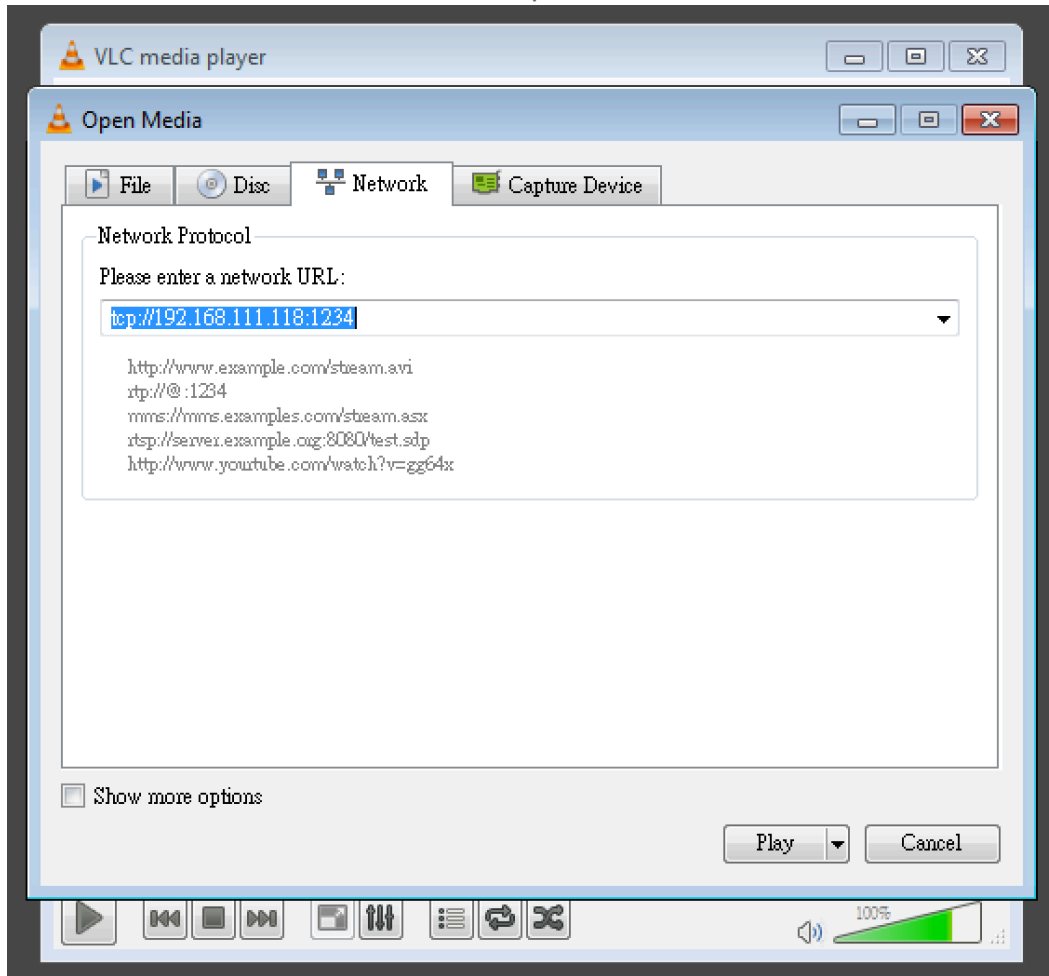 VLC media player
Open Media
File Disc Network Capture Device
Network Protocol
Please enter a network URL:
tcp://192.168.111.118:1234
http://www.example.com/stream.avi
rtp://@:1234
mms://mms.examples.com/stream.asx
rtsp://server.example.org:8080/test.sdp
http://www.yourtube.com/watch?v=gg64x
Show more options
Play Cancel
100%